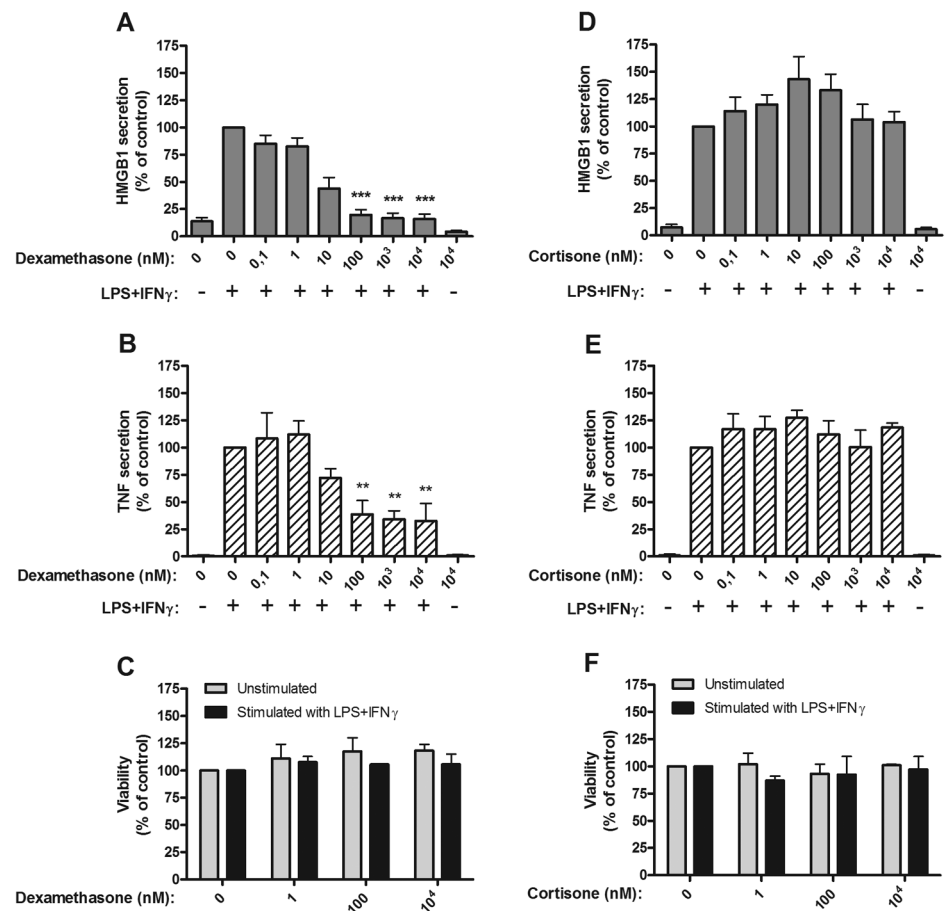 A
HMGB1 secretion
(% of control)
175
150
125
100
75
50
25
0
*** *** ***
Dexamethasone (nM): 0 0 0,1 1 10 100 10³ 10⁴ 10⁴
LPS+IFNγ: - + + + + + + + -
B
TNF secretion
(% of control)
175
150
125
100
75
50
25
0
** ** **
Dexamethasone (nM): 0 0 0,1 1 10 100 10³ 10⁴ 10⁴
LPS+IFNγ: - + + + + + + + -
C
Viability
(% of control)
175
150
125
100
75
50
25
0
Unstimulated
Stimulated with LPS+IFNγ
Dexamethasone (nM): 0 1 100 10⁴
D
HMGB1 secretion
(% of control)
175
150
125
100
75
50
25
0
Cortisone (nM): 0 0 0,1 1 10 100 10³ 10⁴ 10⁴
LPS+IFNγ: - + + + + + + + -
E
TNF secretion
(% of control)
175
150
125
100
75
50
25
0
Cortisone (nM): 0 0 0,1 1 10 100 10³ 10⁴ 10⁴
LPS+IFNγ: - + + + + + + + -
F
Viability
(% of control)
175
150
125
100
75
50
25
0
Unstimulated
Stimulated with LPS+IFNγ
Cortisone (nM): 0 1 100 10⁴